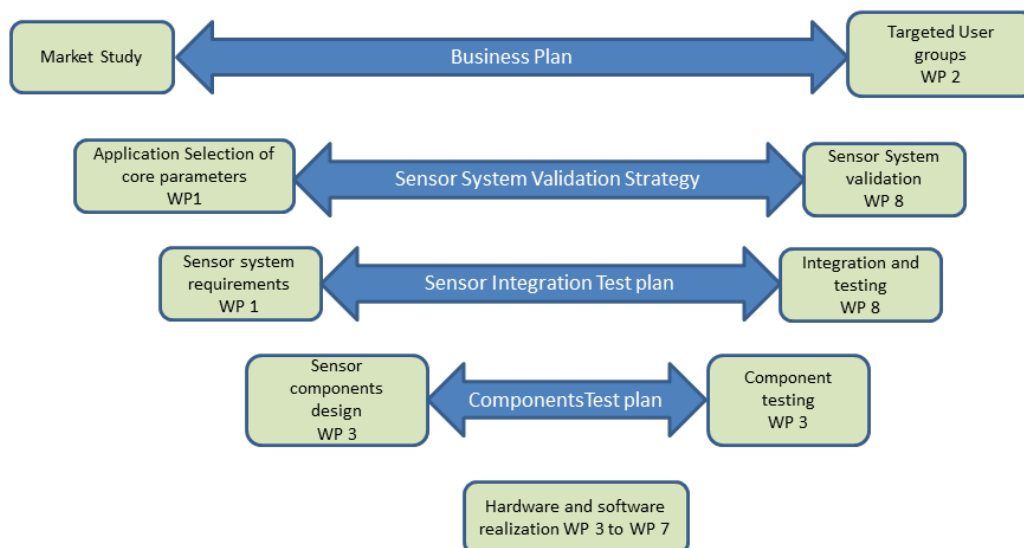 Market Study
Business Plan
Targeted User
groups
WP 2
Application Selection of
core parameters
WP1
Sensor System Validation Strategy
Sensor System
validation
WP 8
Sensor system
requirements
WP 1
Sensor Integration Test plan
Integration and
testing
WP 8
Sensor
components
design
WP 3
ComponentsTest plan
Component
testing
WP 3
Hardware and software
realization WP 3 to WP 7